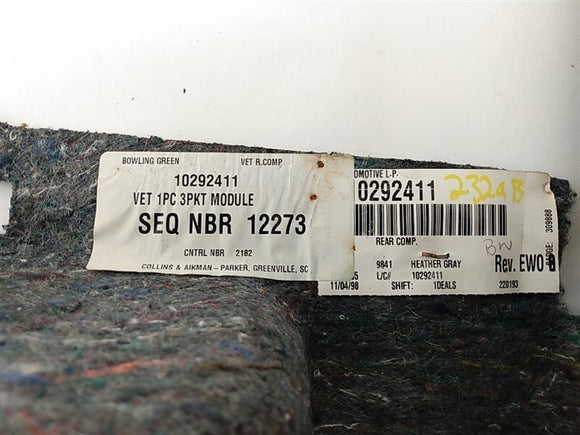 BOWLING GREEN VET R.COMP
10292411
VET 1PC 3PKT MODULE
SEQ NBR 12273
CNTRL NBR 2182
COLLINS & AIKMAN – PARKER, GREENVILLE, SC
OMOTIVE L-P-
0292411 232aB
REAR COMP. BW
9841 HEATHER GRAY Rev. EWO B
05 L/C# 10292411
11/04/98 SHIFT: 1DEALS 228193
309888